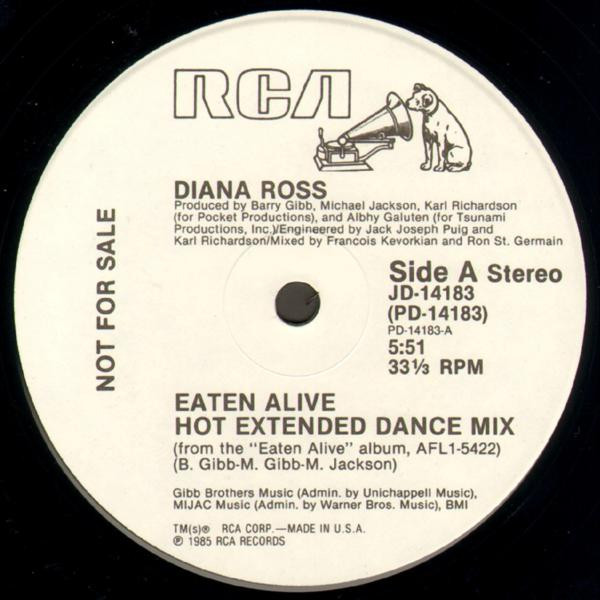 RCA
DIANA ROSS
Produced by Barry Gibb, Michael Jackson, Karl Richardson
(for Pocket Productions), and Albhy Galuten (for Tsunami
Productions, Inc.)/Engineered by Jack Joseph Puig and
Karl Richardson/Mixed by Francois Kevorkian and Ron St. Germain
NOT FOR SALE
Side A Stereo
JD-14183
(PD-14183)
PD-14183-A
5:51
33⅓ RPM
EATEN ALIVE
HOT EXTENDED DANCE MIX
(from the "Eaten Alive" album, AFL1-5422)
(B. Gibb-M. Gibb-M. Jackson)
Gibb Brothers Music (Admin. by Unichappell Music),
MIJAC Music (Admin. by Warner Bros. Music), BMI
TM(s)® RCA CORP.—MADE IN U.S.A.
℗ 1985 RCA RECORDS